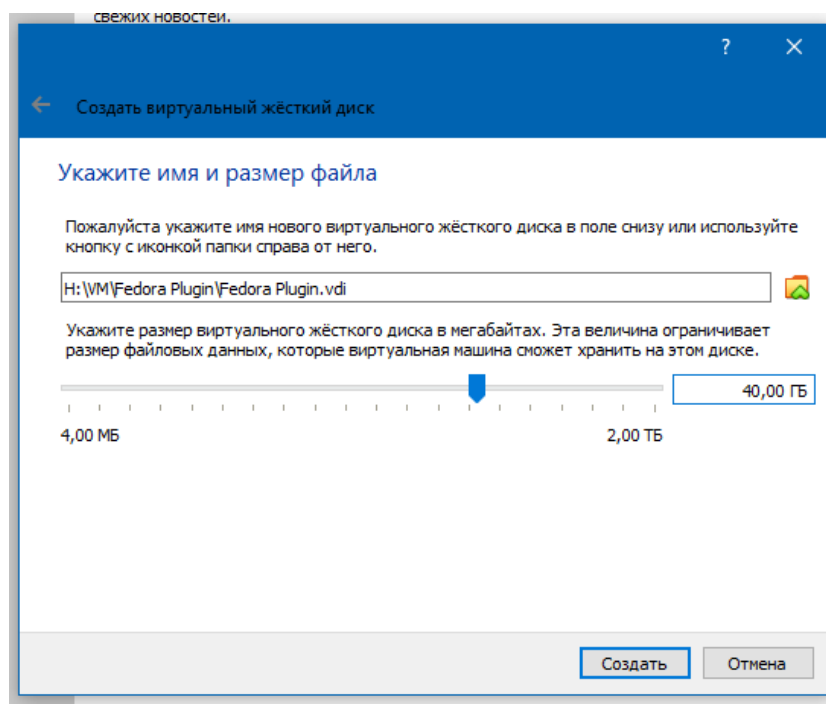 свежих новостей.
?
Создать виртуальный жёсткий диск
Укажите имя и размер файла
Пожалуйста укажите имя нового виртуального жёсткого диска в поле снизу или используйте
кнопку с иконкой папки справа от него.
H:\VM\Fedora Plugin\Fedora Plugin.vdi
Укажите размер виртуального жёсткого диска в мегабайтах. Эта величина ограничивает
размер файловых данных, которые виртуальная машина сможет хранить на этом диске.
40,00 ГБ
4,00 МБ 2,00 ТБ
Создать Отмена